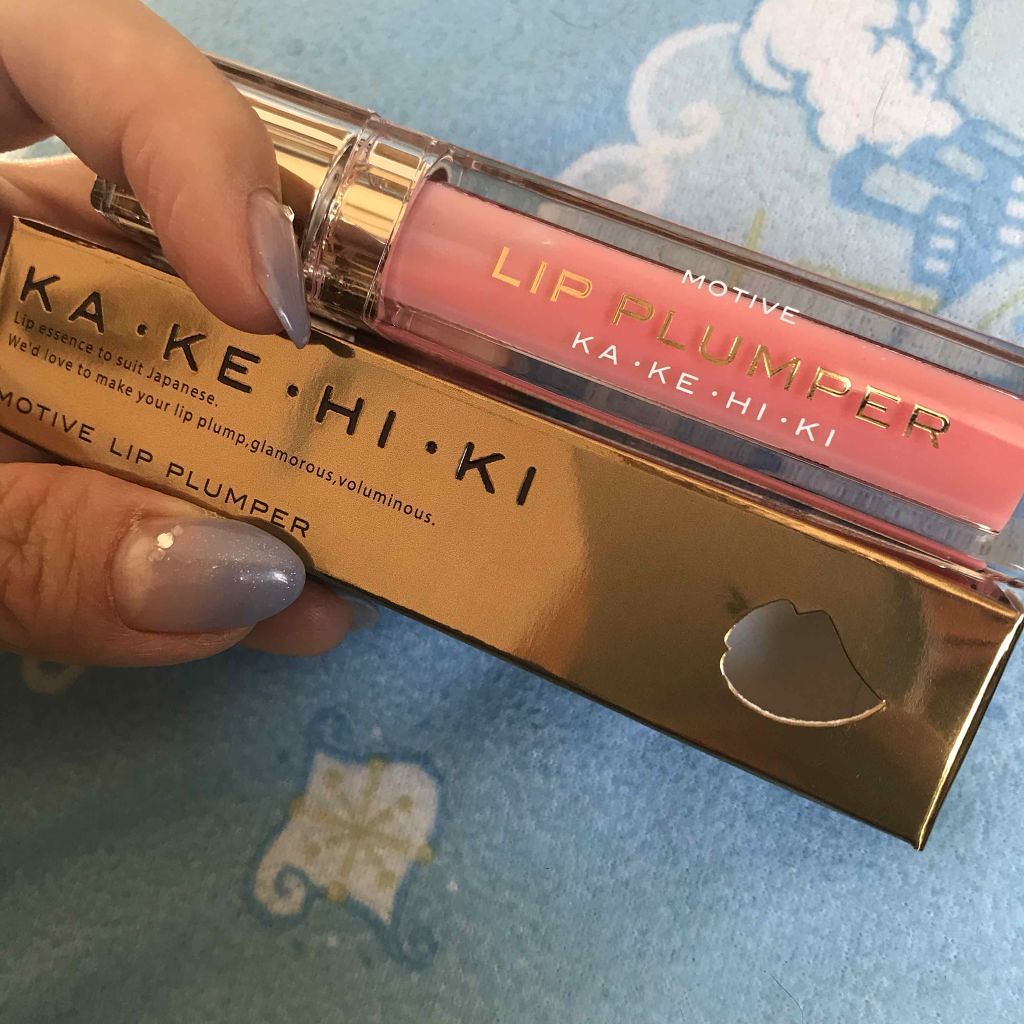 MOTIVE
LIP PLUMPER
KA・KE・HI・KI
KA・KE・HI・KI
Lip essence to suit Japanese.
We'd love to make your lip plump,glamorous,voluminous.
MOTIVE LIP PLUMPER